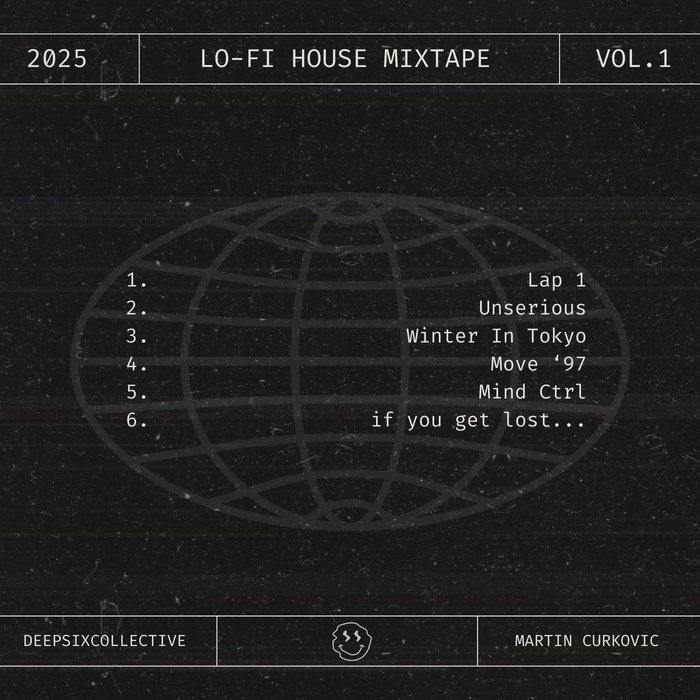 2025 LO-FI HOUSE MIXTAPE VOL.1
1. Lap 1
2. Unserious
3. Winter In Tokyo
4. Move ‘97
5. Mind Ctrl
6. if you get lost...
DEEPSIXCOLLECTIVE MARTIN CURKOVIC